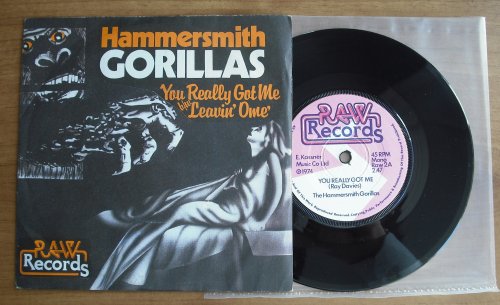 Hammersmith
GORILLAS
You Really Got Me
b/w 'Leavin' Ome'
RAW
Records
RAW
Records
E. Kassner
Music Co Ltd
℗1974
45 RPM
Mono
Raw 2A
2.47
YOU REALLY GOT ME
(Ray Davies)
The Hammersmith Gorillas